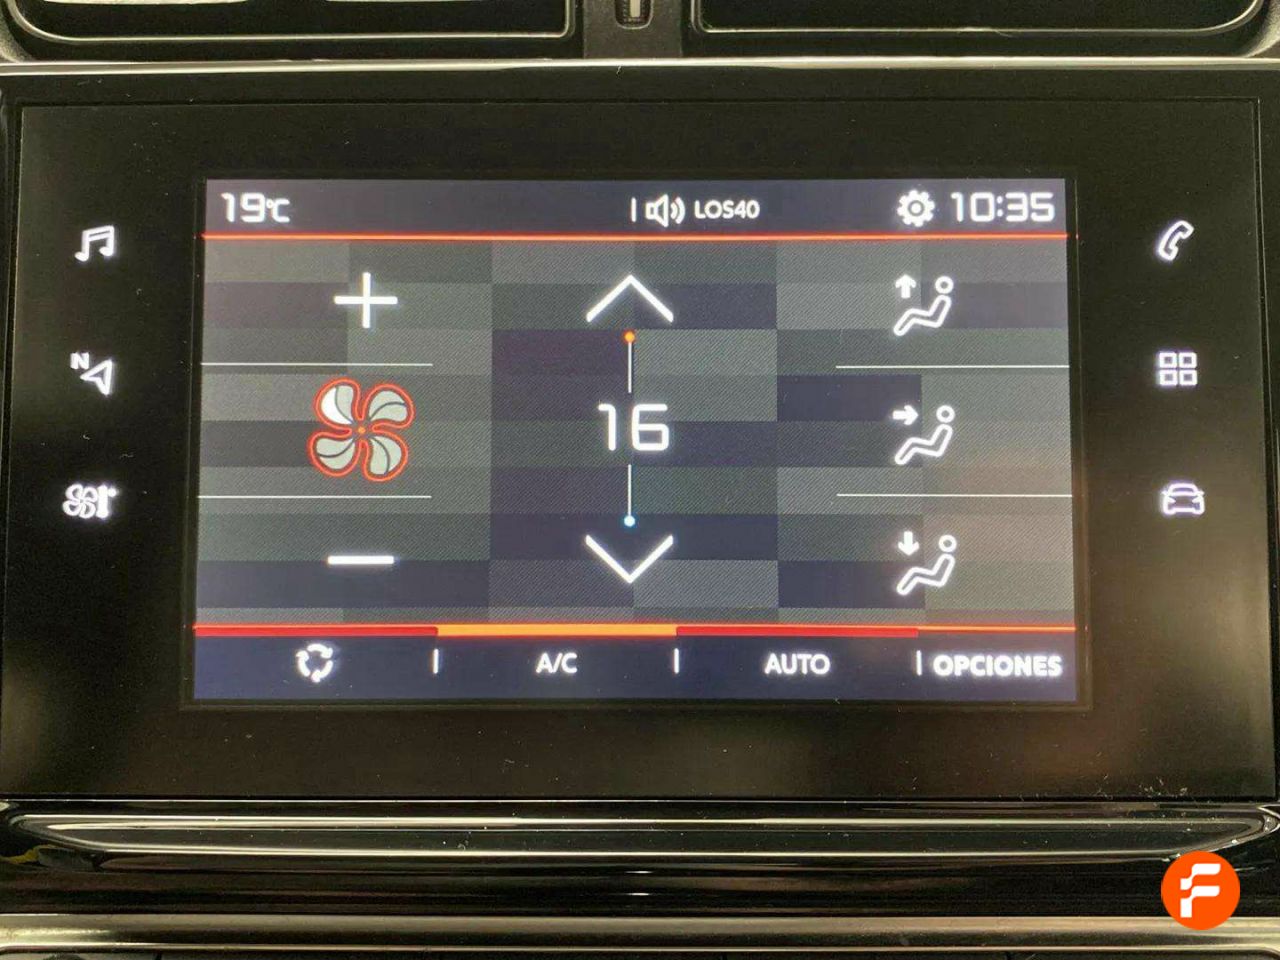 19°C
LOS40
10:35
N
16
A/C
AUTO
OPCIONES
F